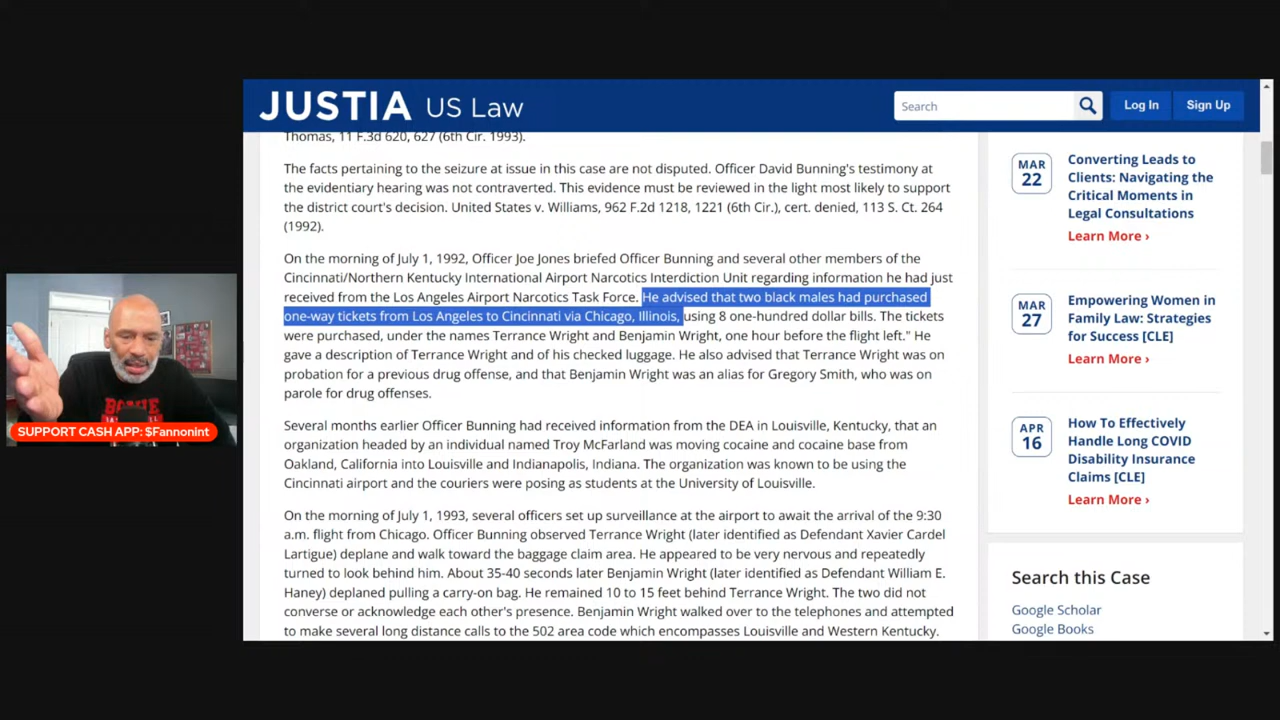 JUSTIA US Law
Search
Log In
Sign Up
Thomas, 11 F.3d 620, 627 (6th Cir. 1993).
The facts pertaining to the seizure at issue in this case are not disputed. Officer David Bunning's testimony at
the evidentiary hearing was not contraverted. This evidence must be reviewed in the light most likely to support
the district court's decision. United States v. Williams, 962 F.2d 1218, 1221 (6th Cir.), cert. denied, 113 S. Ct. 264
(1992).
On the morning of July 1, 1992, Officer Joe Jones briefed Officer Bunning and several other members of the
Cincinnati/Northern Kentucky International Airport Narcotics Interdiction Unit regarding information he had just
received from the Los Angeles Airport Narcotics Task Force. He advised that two black males had purchased
one-way tickets from Los Angeles to Cincinnati via Chicago, Illinois, using 8 one-hundred dollar bills. The tickets
were purchased, under the names Terrance Wright and Benjamin Wright, one hour before the flight left." He
gave a description of Terrance Wright and of his checked luggage. He also advised that Terrance Wright was on
probation for a previous drug offense, and that Benjamin Wright was an alias for Gregory Smith, who was on
parole for drug offenses.
Several months earlier Officer Bunning had received information from the DEA in Louisville, Kentucky, that an
organization headed by an individual named Troy McFarland was moving cocaine and cocaine base from
Oakland, California into Louisville and Indianapolis, Indiana. The organization was known to be using the
Cincinnati airport and the couriers were posing as students at the University of Louisville.
On the morning of July 1, 1993, several officers set up surveillance at the airport to await the arrival of the 9:30
a.m. flight from Chicago. Officer Bunning observed Terrance Wright (later identified as Defendant Xavier Cardel
Lartigue) deplane and walk toward the baggage claim area. He appeared to be very nervous and repeatedly
turned to look behind him. About 35-40 seconds later Benjamin Wright (later identified as Defendant William E.
Haney) deplaned pulling a carry-on bag. He remained 10 to 15 feet behind Terrance Wright. The two did not
converse or acknowledge each other's presence. Benjamin Wright walked over to the telephones and attempted
to make several long distance calls to the 502 area code which encompasses Louisville and Western Kentucky.
MAR
22
Converting Leads to
Clients: Navigating the
Critical Moments in
Legal Consultations
Learn More ›
MAR
27
Empowering Women in
Family Law: Strategies
for Success [CLE]
Learn More ›
APR
16
How To Effectively
Handle Long COVID
Disability Insurance
Claims [CLE]
Learn More ›
Search this Case
Google Scholar
Google Books
SUPPORT CASH APP: $Fannonint